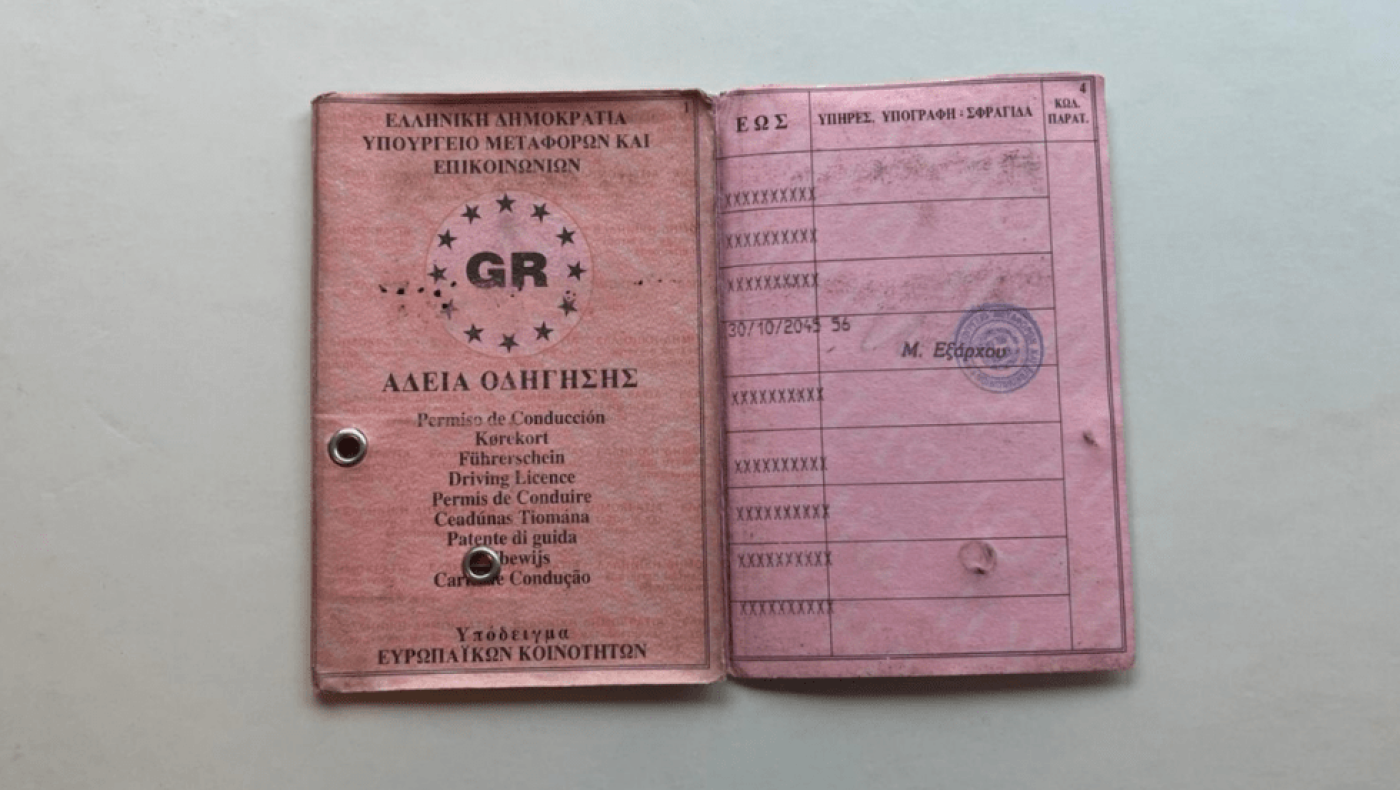 1
ΕΛΛΗΝΙΚΗ ΔΗΜΟΚΡΑΤΙΑ
ΥΠΟΥΡΓΕΙΟ ΜΕΤΑΦΟΡΩΝ ΚΑΙ
ΕΠΙΚΟΙΝΩΝΙΩΝ
GR
ΑΔΕΙΑ ΟΔΗΓΗΣΗΣ
Permiso de Conducción
Kørekort
Führerschein
Driving Licence
Permis de Conduire
Ceadúnas Tiomána
Patente di guida
Condução
Υπόδειγμα
ΕΥΡΩΠΑΪΚΩΝ ΚΟΙΝΟΤΗΤΩΝ
4
ΕΩΣ ΥΠΗΡΕΣ, ΥΠΟΓΡΑΦΗ : ΣΦΡΑΓΙΔΑ ΚΩΔ. ΠΑΡΑΤ.
XXXXXXXXXX
XXXXXXXXXX
XXXXXXXXXX
30/10/2045 56
Μ. Εξάρχου
XXXXXXXXXX
XXXXXXXXXX
XXXXXXXXXX
XXXXXXXXXX
XXXXXXXXXX